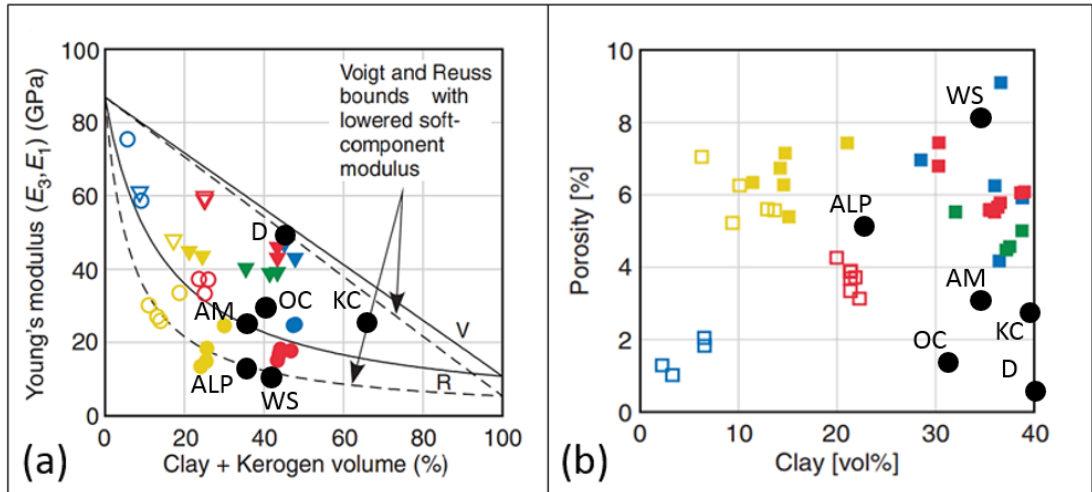 100
80
60
40
20
0
0
20
40
60
80
100
Young's modulus (E3,E1) (GPa)
Clay + Kerogen volume (%)
Voigt and Reuss
bounds with
lowered soft-
component
modulus
D
OC
KC
AM
ALP
WS
V
R
(a)
10
8
6
4
2
0
0
10
20
30
40
Porosity [%]
Clay [vol%]
WS
ALP
AM
KC
OC
D
(b)